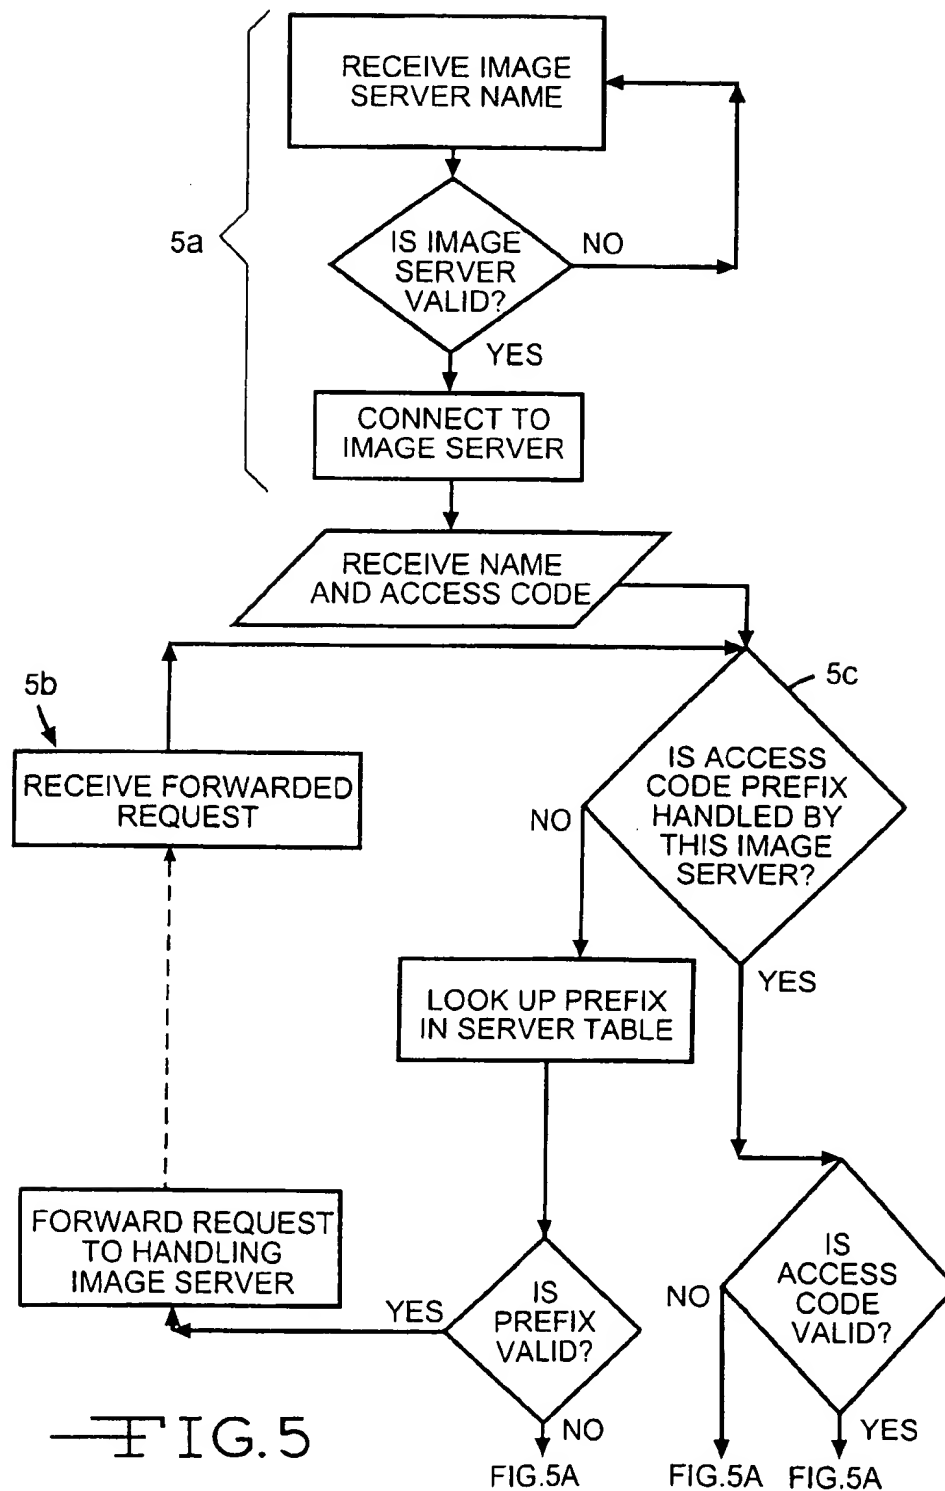 RECEIVE IMAGE
SERVER NAME
5a
IS IMAGE
SERVER
VALID?
NO
YES
CONNECT TO
IMAGE SERVER
RECEIVE NAME
AND ACCESS CODE
5b
5c
RECEIVE FORWARDED
REQUEST
IS ACCESS
CODE PREFIX
HANDLED BY
THIS IMAGE
SERVER?
NO
YES
LOOK UP PREFIX
IN SERVER TABLE
FORWARD REQUEST
TO HANDLING
IMAGE SERVER
YES
IS
PREFIX
VALID?
NO
FIG.5A
IS
ACCESS
CODE
VALID?
NO
YES
FIG.5A
FIG.5A
FIG.5